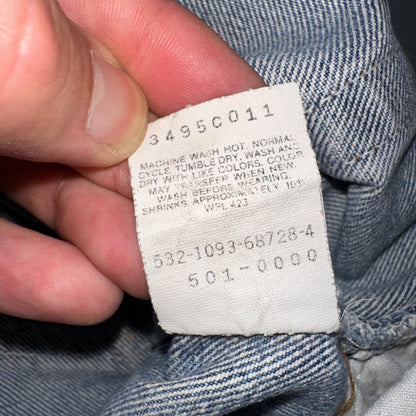 3495C011
MACHINE WASH HOT, NORMAL
CYCLE. TUMBLE DRY. WASH AND
DRY WITH LIKE COLORS. COLOR
MAY TRANSFER WHEN NEW.
WASH BEFORE WEARING.
SHRINKS APPROXIMATELY 10%
WPL 423
532-1093-68728-4
501-0000